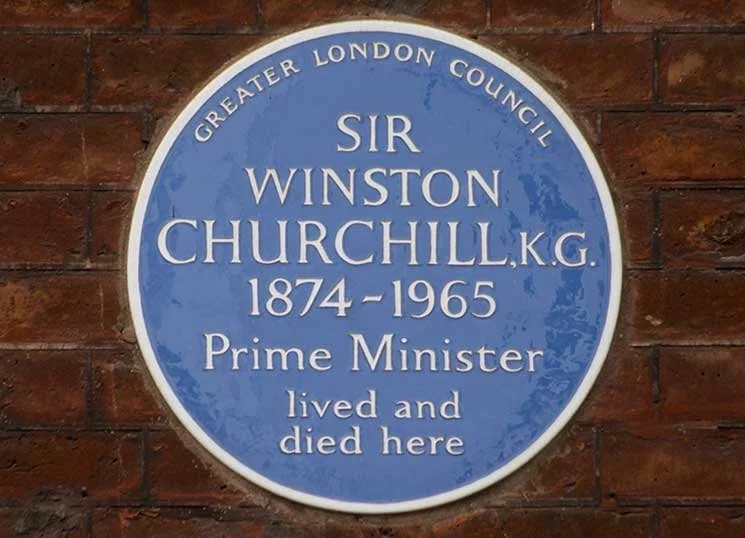 GREATER LONDON COUNCIL
SIR
WINSTON
CHURCHILL, K.G.
1874-1965
Prime Minister
lived and
died here